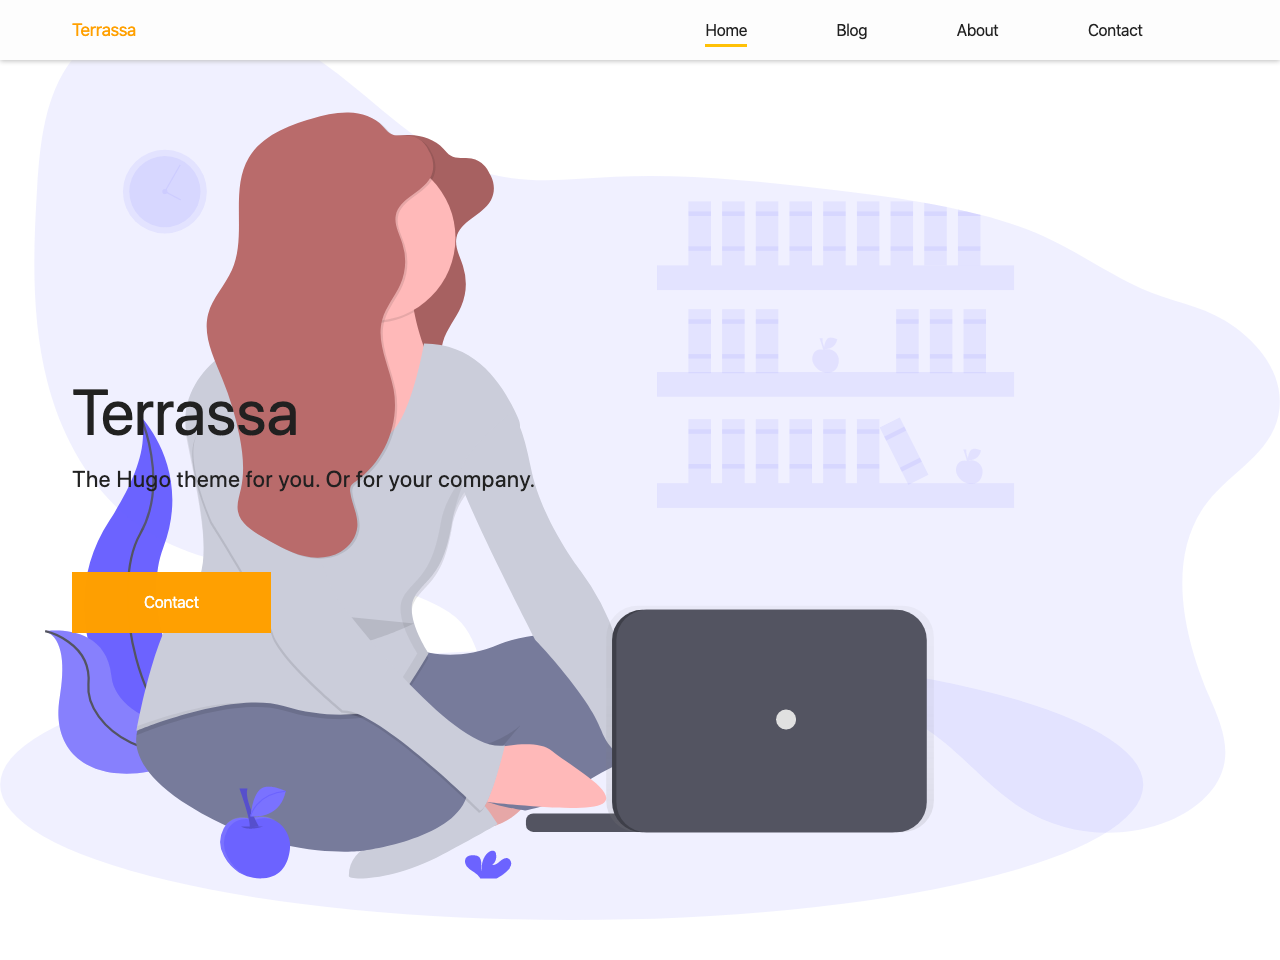 Terrassa
Home Blog About Contact
Terrassa
The Hugo theme for you. Or for your company.
Contact